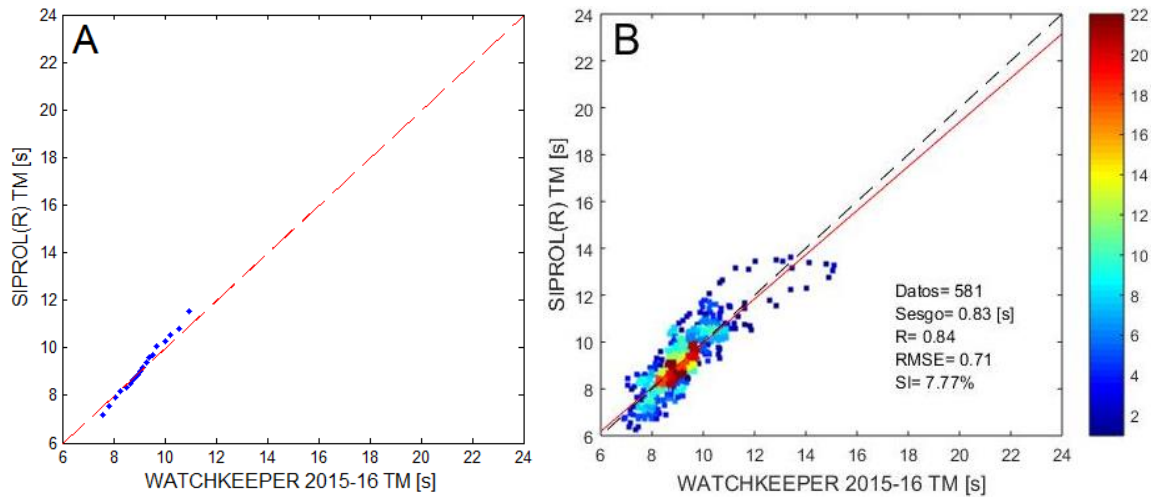 A
SIPROL(R) TM [s]
24
22
20
18
16
14
12
10
8
6
6 8 10 12 14 16 18 20 22 24
WATCHKEEPER 2015-16 TM [s]
B
SIPROL(R) TM [s]
24
22
20
18
16
14
12
10
8
6
Datos= 581
Sesgo= 0.83 [s]
R= 0.84
RMSE= 0.71
SI= 7.77%
6 8 10 12 14 16 18 20 22 24
WATCHKEEPER 2015-16 TM [s]
22
20
18
16
14
12
10
8
6
4
2